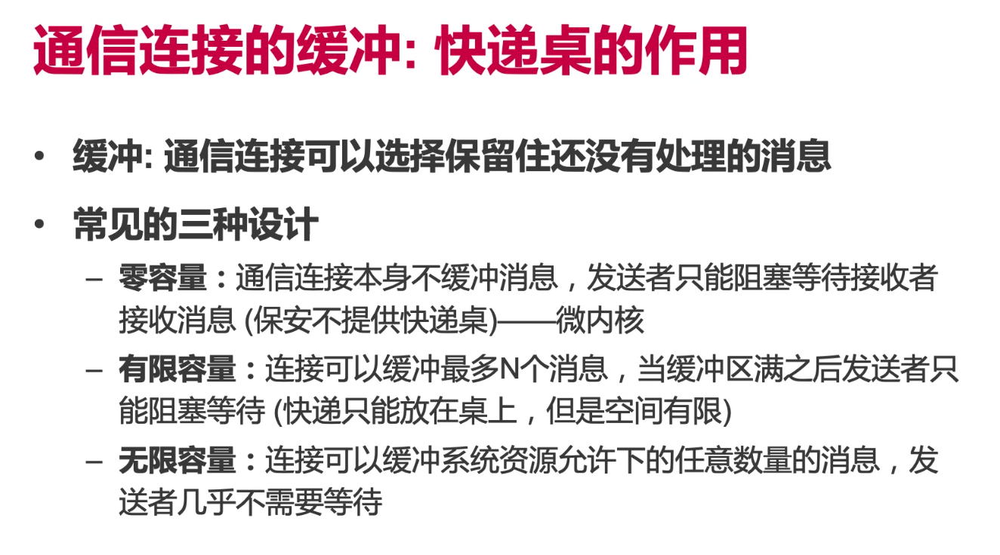 通信连接的缓冲: 快递桌的作用
• 缓冲: 通信连接可以选择保留住还没有处理的消息
• 常见的三种设计
– 零容量：通信连接本身不缓冲消息，发送者只能阻塞等待接收者
接收消息 (保安不提供快递桌)——微内核
– 有限容量：连接可以缓冲最多N个消息，当缓冲区满之后发送者只
能阻塞等待 (快递只能放在桌上，但是空间有限)
– 无限容量：连接可以缓冲系统资源允许下的任意数量的消息，发
送者几乎不需要等待